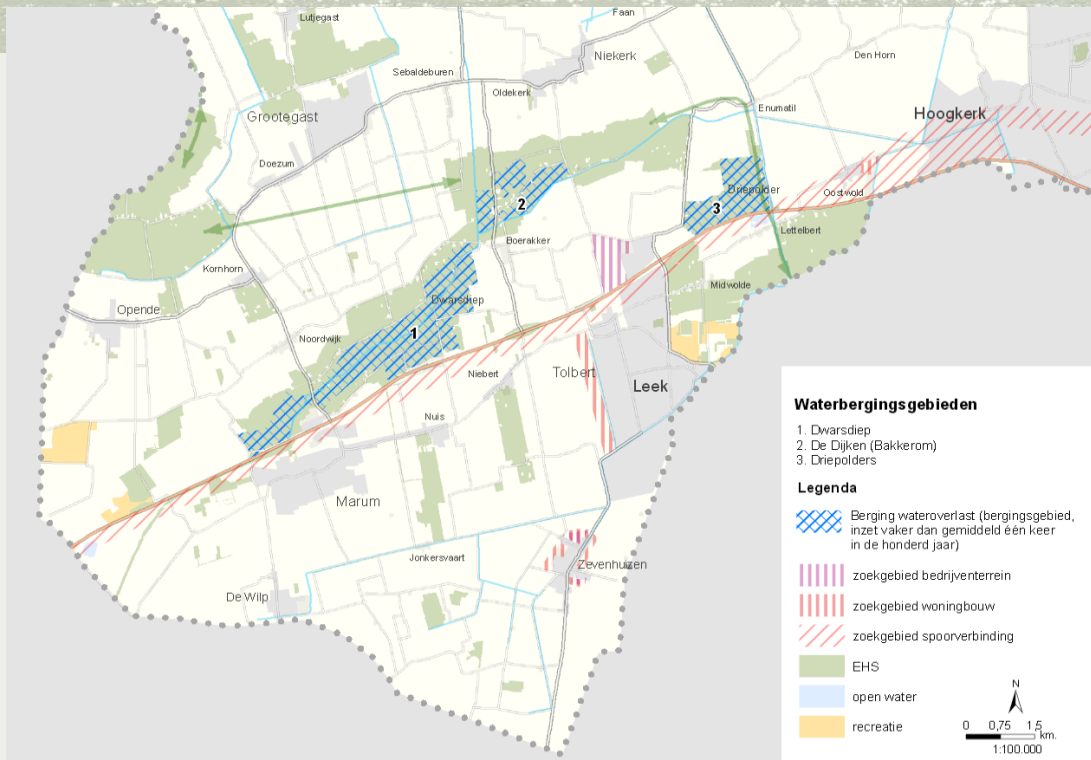 Lutjegast
Faan
Niekerk
Den Horn
Sebaldeburen
Oldekerk
Enumatil
Hoogkerk
Grootegast
Doezum
Driepolder
Oostwold
2
3
Lettelbert
Boerakker
Kornhorn
Midwolde
Opende
Dwarsdiep
Noordwijk
1
Niebert
Tolbert
Leek
Nuis
Marum
Jonkersvaart
Zevenhuizen
De Wilp
Waterbergingsgebieden
1. Dwarsdiep
2. De Dijken (Bakkerom)
3. Driepolders
Legenda
Berging wateroverlast (bergingsgebied,
inzet vaker dan gemiddeld één keer
in de honderd jaar)
zoekgebied bedrijventerrein
zoekgebied woningbouw
zoekgebied spoorverbinding
EHS
open water
recreatie
N
0 0,75 1,5
km.
1:100.000